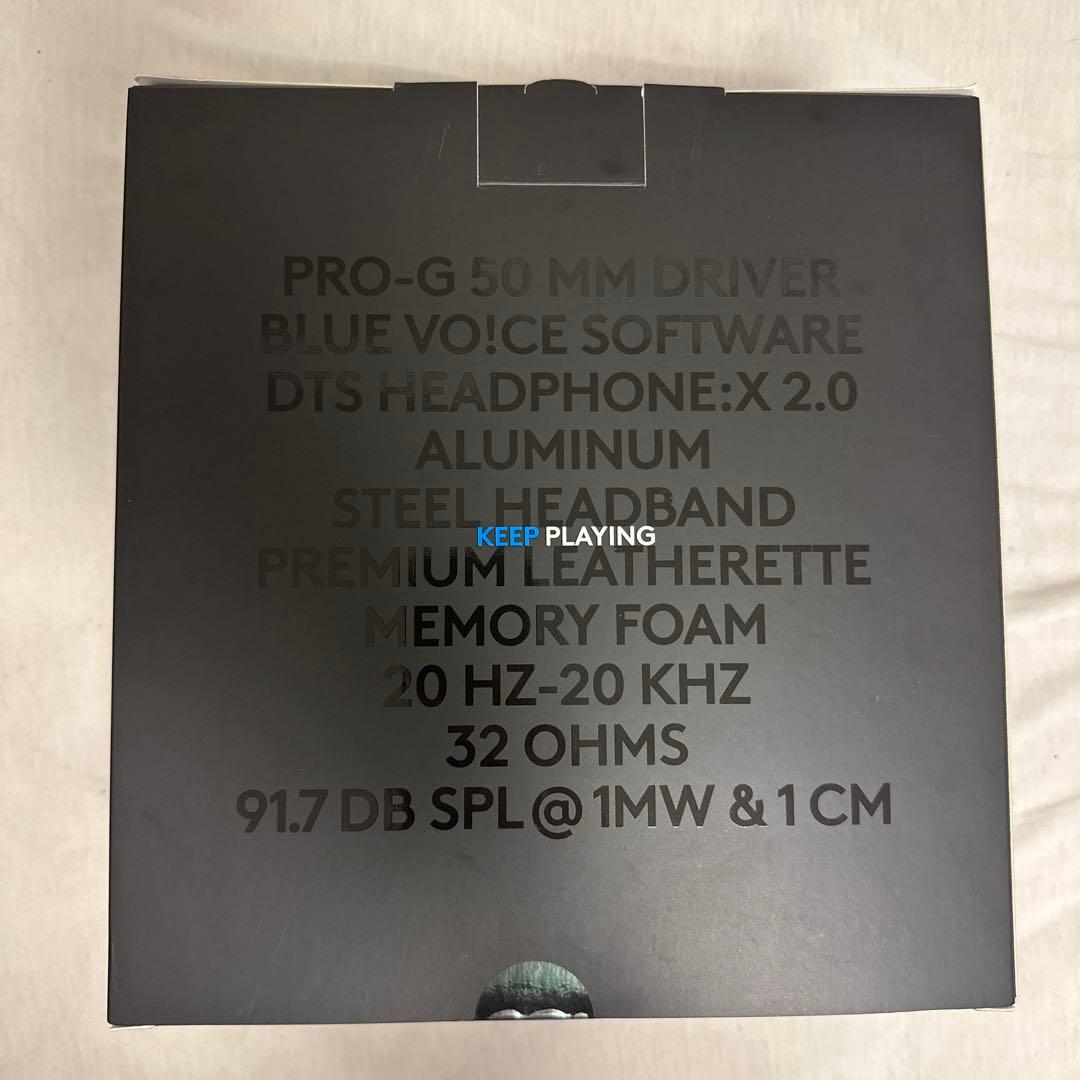 PRO-G 50 MM DRIVER
BLUE VO!CE SOFTWARE
DTS HEADPHONE:X 2.0
ALUMINUM
STEEL HEADBAND
KEEP PLAYING
PREMIUM LEATHERETTE
MEMORY FOAM
20 HZ-20 KHZ
32 OHMS
91.7 DB SPL @ 1MW & 1 CM